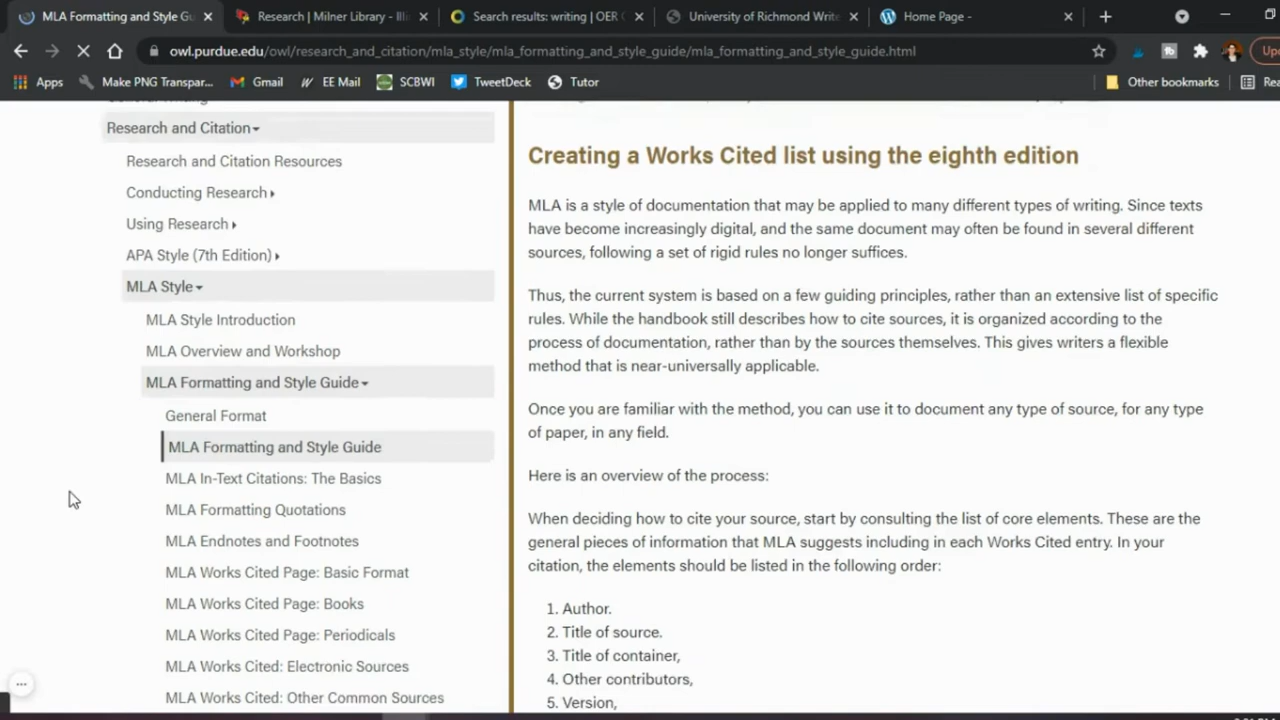 MLA Formatting and Style Gu
Research | Milner Library - Illi
Search results: writing | OER
University of Richmond Write
Home Page -
owl.purdue.edu/owl/research_and_citation/mla_style/mla_formatting_and_style_guide/mla_formatting_and_style_guide.html
Apps
Make PNG Transpar...
Gmail
EE Mail
SCBWI
TweetDeck
Tutor
Other bookmarks
Rea
Research and Citation
Research and Citation Resources
Conducting Research
Using Research
APA Style (7th Edition)
MLA Style
MLA Style Introduction
MLA Overview and Workshop
MLA Formatting and Style Guide
General Format
MLA Formatting and Style Guide
MLA In-Text Citations: The Basics
MLA Formatting Quotations
MLA Endnotes and Footnotes
MLA Works Cited Page: Basic Format
MLA Works Cited Page: Books
MLA Works Cited Page: Periodicals
MLA Works Cited: Electronic Sources
MLA Works Cited: Other Common Sources
Creating a Works Cited list using the eighth edition
MLA is a style of documentation that may be applied to many different types of writing. Since texts
have become increasingly digital, and the same document may often be found in several different
sources, following a set of rigid rules no longer suffices.
Thus, the current system is based on a few guiding principles, rather than an extensive list of specific
rules. While the handbook still describes how to cite sources, it is organized according to the
process of documentation, rather than by the sources themselves. This gives writers a flexible
method that is near-universally applicable.
Once you are familiar with the method, you can use it to document any type of source, for any type
of paper, in any field.
Here is an overview of the process:
When deciding how to cite your source, start by consulting the list of core elements. These are the
general pieces of information that MLA suggests including in each Works Cited entry. In your
citation, the elements should be listed in the following order:
1. Author.
2. Title of source.
3. Title of container,
4. Other contributors,
5. Version,